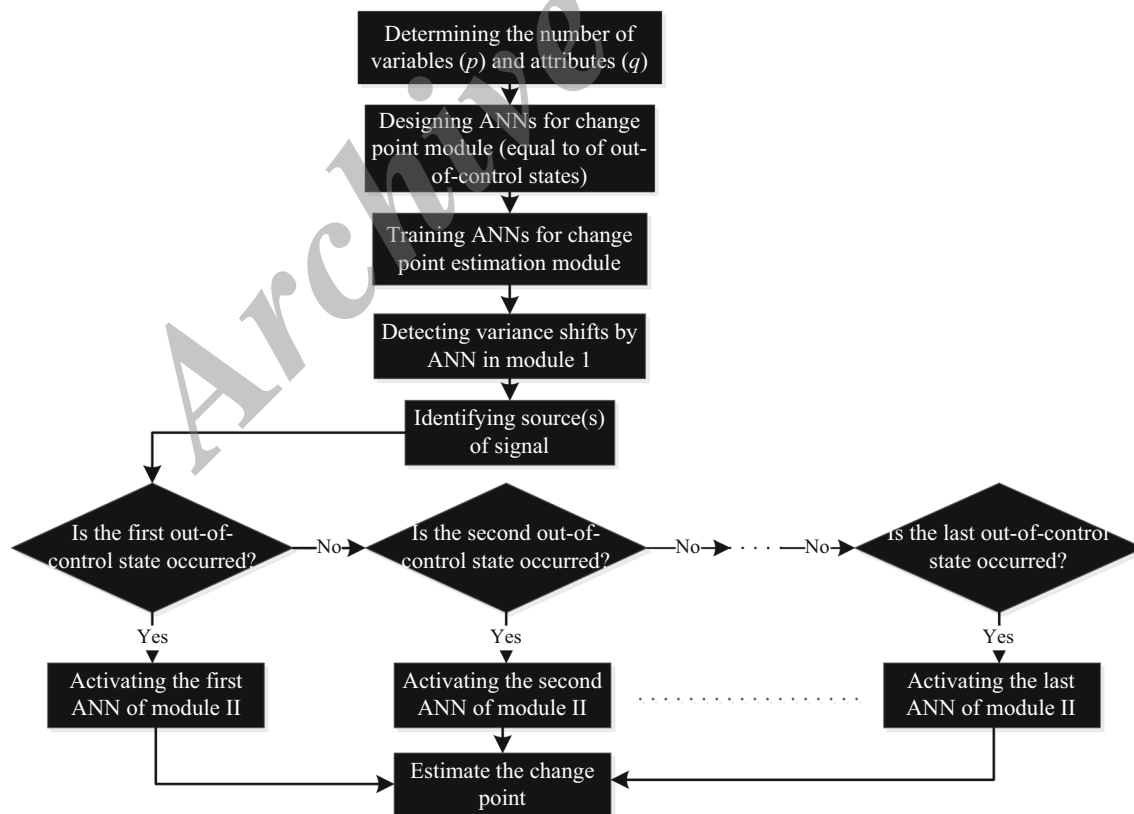 Determining the number of
variables (p) and attributes (q)
Designing ANNs for change
point module (equal to of out-
of-control states)
Training ANNs for change
point estimation module
Detecting variance shifts by
ANN in module 1
Identifying source(s)
of signal
Is the first out-of-
control state occurred?
No
Is the second out-of-
control state occurred?
No
. . . .
No
Is the last out-of-control
state occurred?
Yes
Yes
Yes
Activating the first
ANN of module II
Activating the second
ANN of module II
Activating the last
ANN of module II
Estimate the change
point
Archive